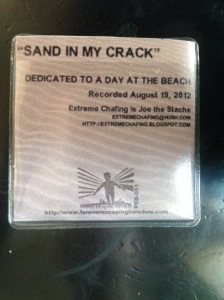 "SAND IN MY CRACK"
DEDICATED TO A DAY AT THE BEACH
Recorded August 19, 2012
Extreme Chafing is Joe the Stache
EXTREMECHAFING@HUSH.COM
HTTP://EXTREMECHAFING.BLOGSPOT.COM
http://www.foreverescapingboredom.com